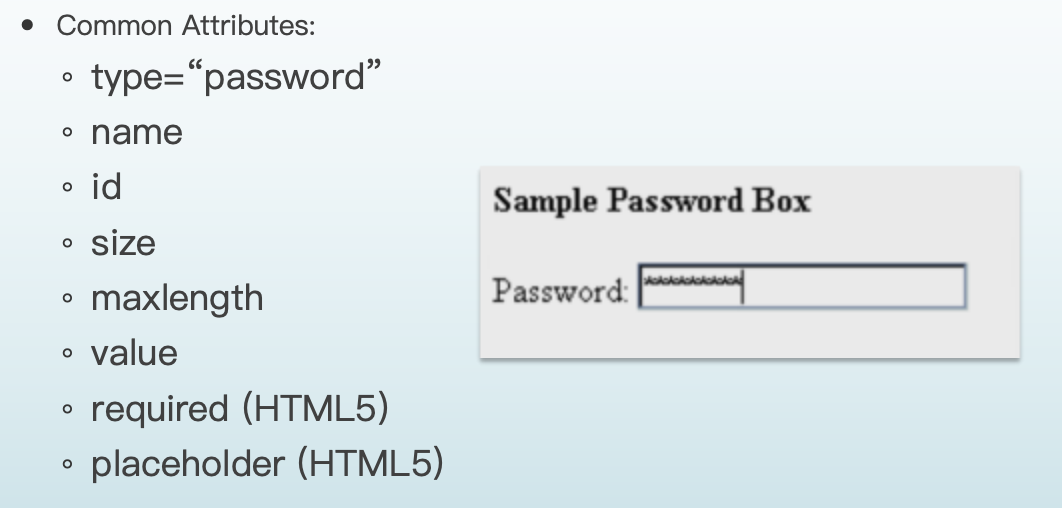 • Common Attributes:
◦ type=“password”
◦ name
◦ id
◦ size
◦ maxlength
◦ value
◦ required (HTML5)
◦ placeholder (HTML5)
Sample Password Box
Password: *********